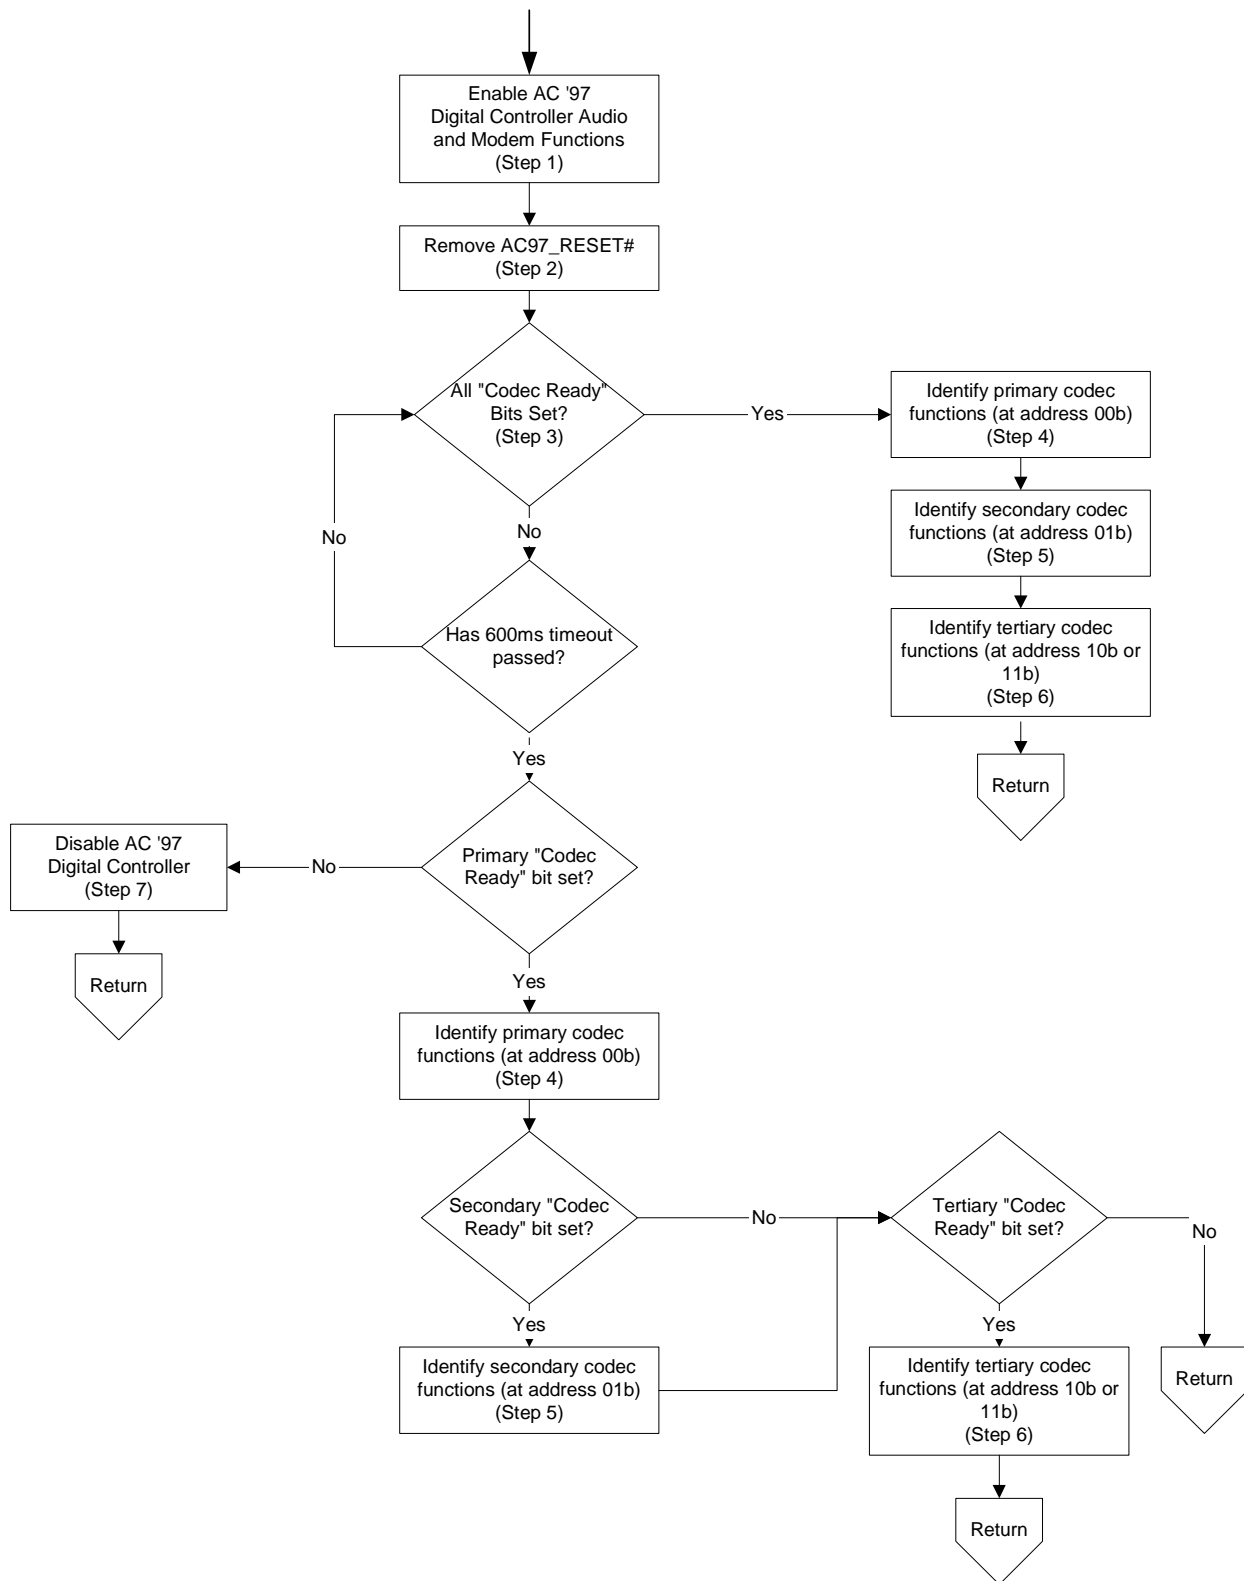 Enable AC '97
Digital Controller Audio
and Modem Functions
(Step 1)
Remove AC97_RESET#
(Step 2)
All "Codec Ready"
Bits Set?
(Step 3)
Yes
Identify primary codec
functions (at address 00b)
(Step 4)
Identify secondary codec
functions (at address 01b)
(Step 5)
Identify tertiary codec
functions (at address 10b or
11b)
(Step 6)
Return
No
No
Has 600ms timeout
passed?
Yes
Primary "Codec
Ready" bit set?
No
Disable AC '97
Digital Controller
(Step 7)
Return
Yes
Identify primary codec
functions (at address 00b)
(Step 4)
Secondary "Codec
Ready" bit set?
No
Tertiary "Codec
Ready" bit set?
No
Yes
Identify secondary codec
functions (at address 01b)
(Step 5)
Yes
Identify tertiary codec
functions (at address 10b or
11b)
(Step 6)
Return
Return